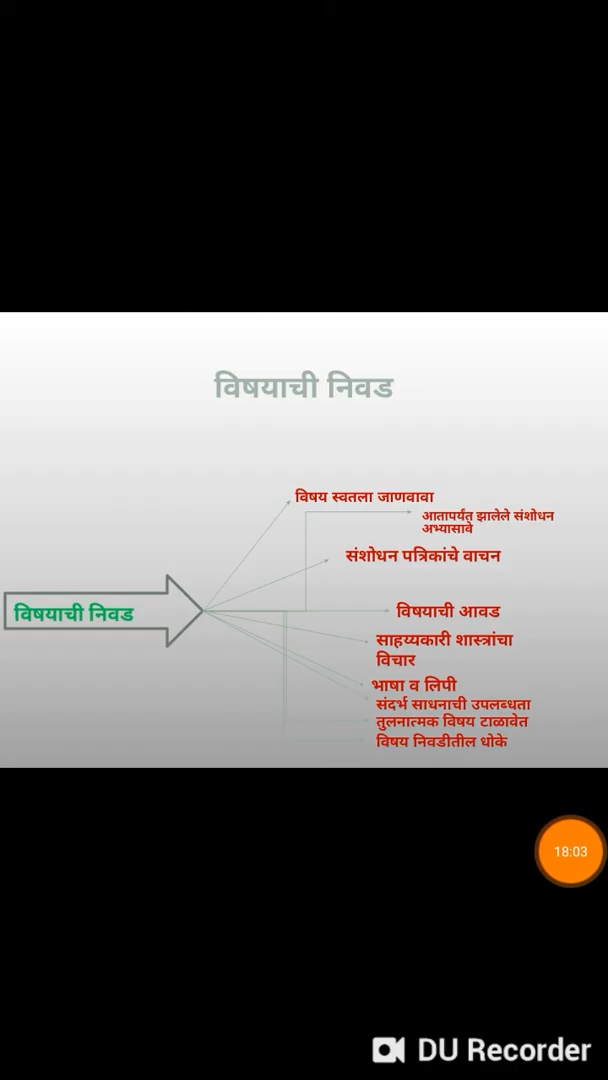 विषयाची निवड
विषय स्वतला जाणवावा
आतापर्यंत झालेले संशोधन
अभ्यासावे
संशोधन पत्रिकांचे वाचन
विषयाची निवड
विषयाची आवड
साहय्यकारी शास्त्रांचा
विचार
भाषा व लिपी
संदर्भ साधनाची उपलब्धता
तुलनात्मक विषय टाळावेत
विषय निवडीतील धोके
18:03
DU Recorder